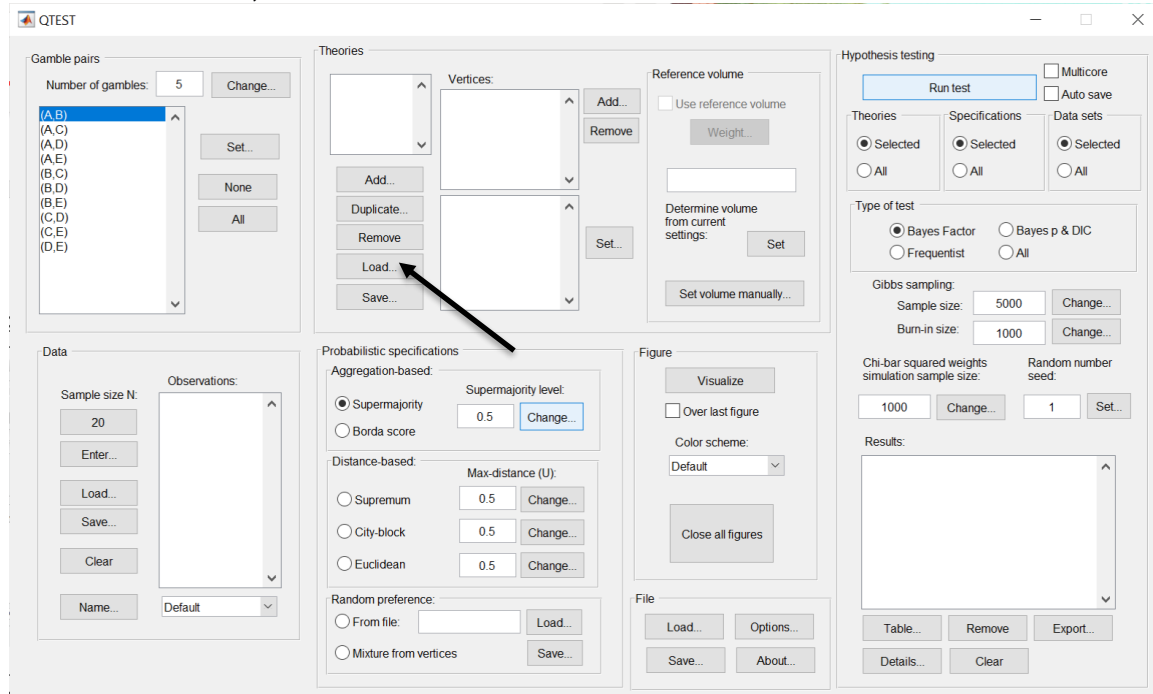 QTEST
Gamble pairs
Number of gambles: 5 Change...
(A,B)
(A,C)
(A,D)
(A,E)
(B,C)
(B,D)
(B,E)
(C,D)
(C,E)
(D,E)
Set...
None
All
Theories
Vertices:
Add...
Remove
Add...
Duplicate...
Remove
Load...
Save...
Set...
Reference volume
Use reference volume
Weight...
Determine volume
from current
settings:
Set
Set volume manually...
Hypothesis testing
Run test
Multicore
Auto save
Theories
Selected
All
Specifications
Selected
All
Data sets
Selected
All
Type of test
Bayes Factor Bayes p & DIC
Frequentist All
Gibbs sampling:
Sample size: 5000 Change...
Burn-in size: 1000 Change...
Chi-bar squared weights
simulation sample size:
1000 Change...
Random number
seed:
1 Set...
Results:
Table... Remove Export...
Details... Clear
Data
Sample size N:
20
Enter...
Load...
Save...
Clear
Name... Default
Observations:
Probabilistic specifications
Aggregation-based:
Supermajority level:
Supermajority 0.5 Change...
Borda score
Distance-based:
Max-distance (U):
Supremum 0.5 Change...
City-block 0.5 Change...
Euclidean 0.5 Change...
Random preference:
From file: Load...
Mixture from vertices Save...
Figure
Visualize
Over last figure
Color scheme:
Default
Close all figures
File
Load... Options...
Save... About...